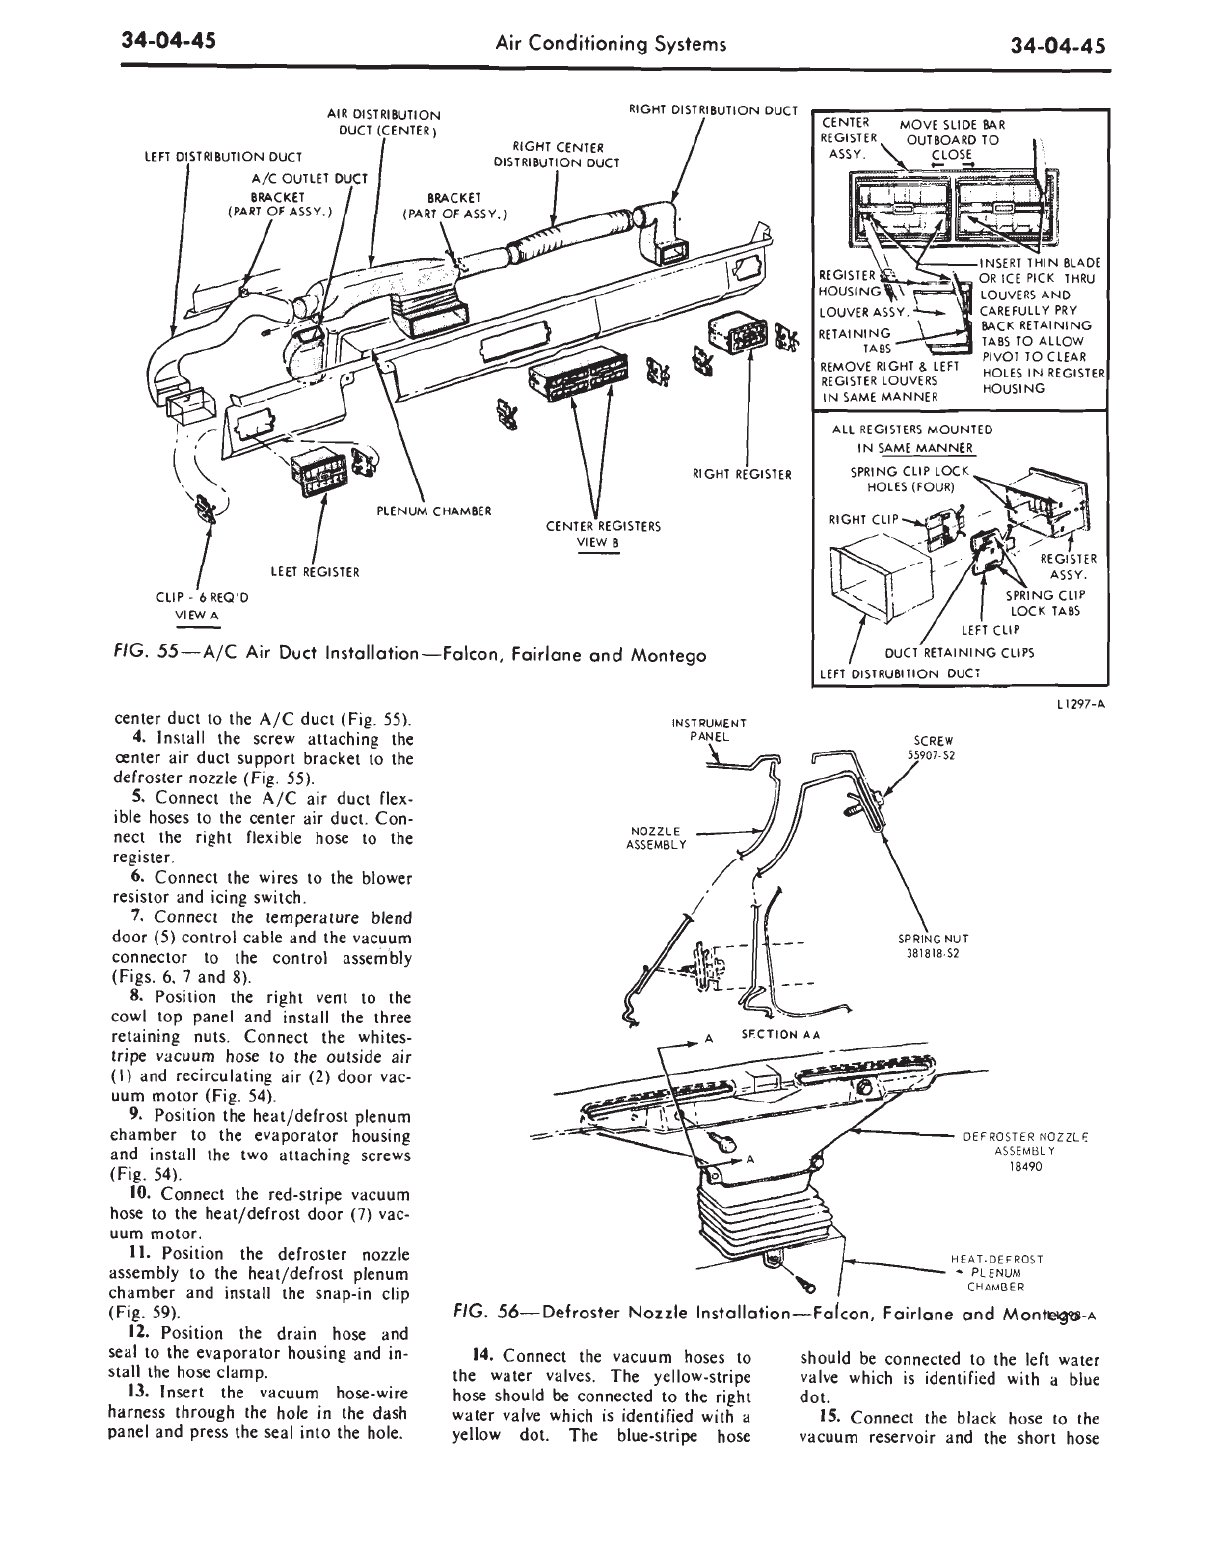 34-04-45
Air Conditioning Systems
34-04-45
AIR DISTRIBUTION
DUCT (CENTER)
RIGHT DISTRIBUTION DUCT
LEFT DISTRIBUTION DUCT
RIGHT CENTER
DISTRIBUTION DUCT
A/C OUTLET DUCT
BRACKET
(PART OF ASSY.)
BRACKET
(PART OF ASSY.)
RIGHT REGISTER
PLENUM CHAMBER
CENTER REGISTERS
VIEW B
LEFT REGISTER
CLIP - 6 REQ'D
VIEW A
CENTER
REGISTER
ASSY.
MOVE SLIDE BAR
OUTBOARD TO
CLOSE
REGISTER
HOUSING
LOUVER ASSY.
RETAINING
TABS
REMOVE RIGHT & LEFT
REGISTER LOUVERS
IN SAME MANNER
INSERT THIN BLADE
OR ICE PICK THRU
LOUVERS AND
CAREFULLY PRY
BACK RETAINING
TABS TO ALLOW
PIVOT TO CLEAR
HOLES IN REGISTER
HOUSING
ALL REGISTERS MOUNTED
IN SAME MANNER
SPRING CLIP LOCK
HOLES (FOUR)
RIGHT CLIP
REGISTER
ASSY.
SPRING CLIP
LOCK TABS
LEFT CLIP
DUCT RETAINING CLIPS
LEFT DISTRUBITION DUCT
FIG. 55—A/C Air Duct Installation—Falcon, Fairlane and Montego
L1297-A
center duct to the A/C duct (Fig. 55).
4. Install the screw attaching the
center air duct support bracket to the
defroster nozzle (Fig. 55).
5. Connect the A/C air duct flex-
ible hoses to the center air duct. Con-
nect the right flexible hose to the
register.
6. Connect the wires to the blower
resistor and icing switch.
7. Connect the temperature blend
door (5) control cable and the vacuum
connector to the control assembly
(Figs. 6, 7 and 8).
8. Position the right vent to the
cowl top panel and install the three
retaining nuts. Connect the whites-
tripe vacuum hose to the outside air
(1) and recirculating air (2) door vac-
uum motor (Fig. 54).
9. Position the heat/defrost plenum
chamber to the evaporator housing
and install the two attaching screws
(Fig. 54).
10. Connect the red-stripe vacuum
hose to the heat/defrost door (7) vac-
uum motor.
11. Position the defroster nozzle
assembly to the heat/defrost plenum
chamber and install the snap-in clip
(Fig. 59).
12. Position the drain hose and
seal to the evaporator housing and in-
stall the hose clamp.
13. Insert the vacuum hose-wire
harness through the hole in the dash
panel and press the seal into the hole.
INSTRUMENT
PANEL
SCREW
55907-S2
NOZZLE
ASSEMBLY
SPRING NUT
381818-S2
SECTION AA
A
A
DEFROSTER NOZZLE
ASSEMBLY
18490
HEAT-DEFROST
PLENUM
CHAMBER
FIG. 56—Defroster Nozzle Installation—Falcon, Fairlane and Montego
14. Connect the vacuum hoses to
the water valves. The yellow-stripe
hose should be connected to the right
water valve which is identified with a
yellow dot. The blue-stripe hose
should be connected to the left water
valve which is identified with a blue
dot.
15. Connect the black hose to the
vacuum reservoir and the short hose